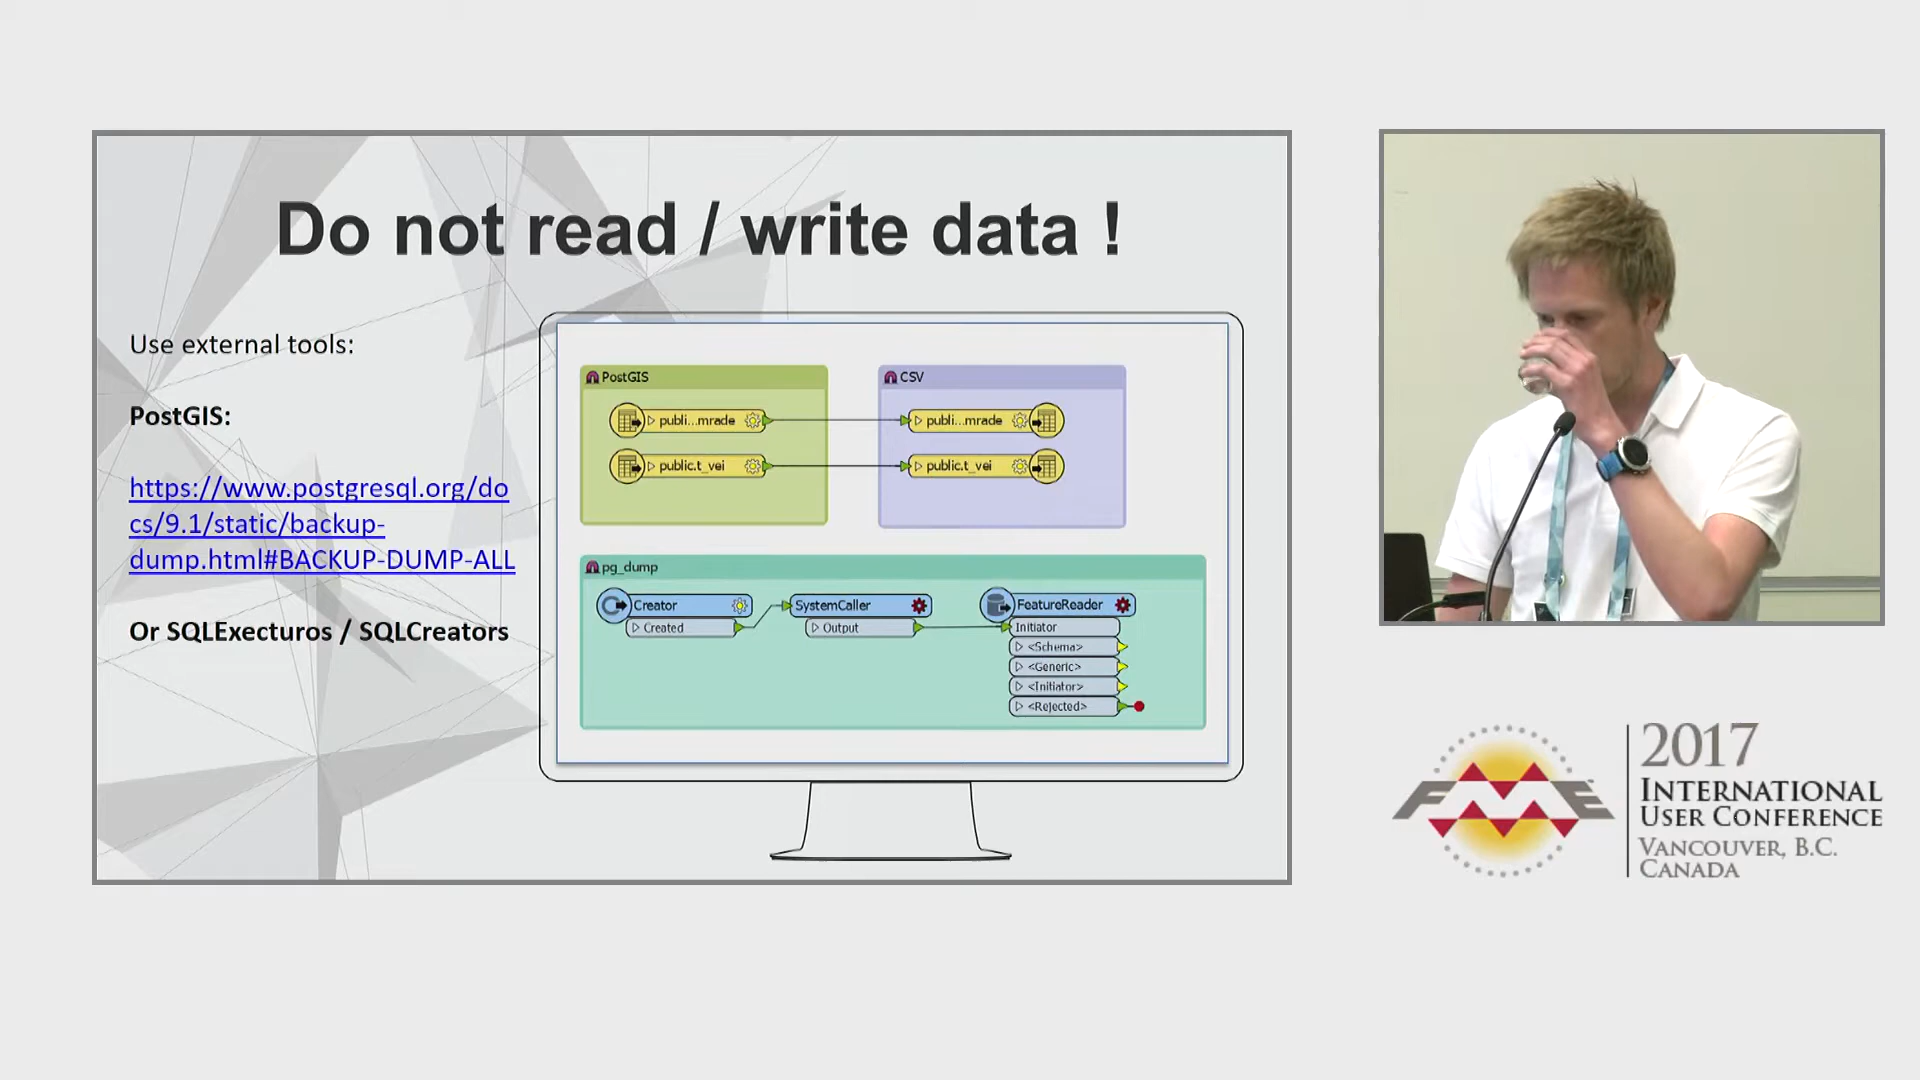 Do not read / write data !
Use external tools:
PostGIS:
https://www.postgresql.org/do
cs/9.1/static/backup-
dump.html#BACKUP-DUMP-ALL
Or SQLExecturos / SQLCreators
PostGIS
publi...mrade
public.t_vei
CSV
publi...mrade
public.t_vei
pg_dump
Creator
Created
SystemCaller
Output
FeatureReader
Initiator
<Schema>
<Generic>
<Initiator>
<Rejected>
FME
2017
INTERNATIONAL
USER CONFERENCE
VANCOUVER, B.C.
CANADA